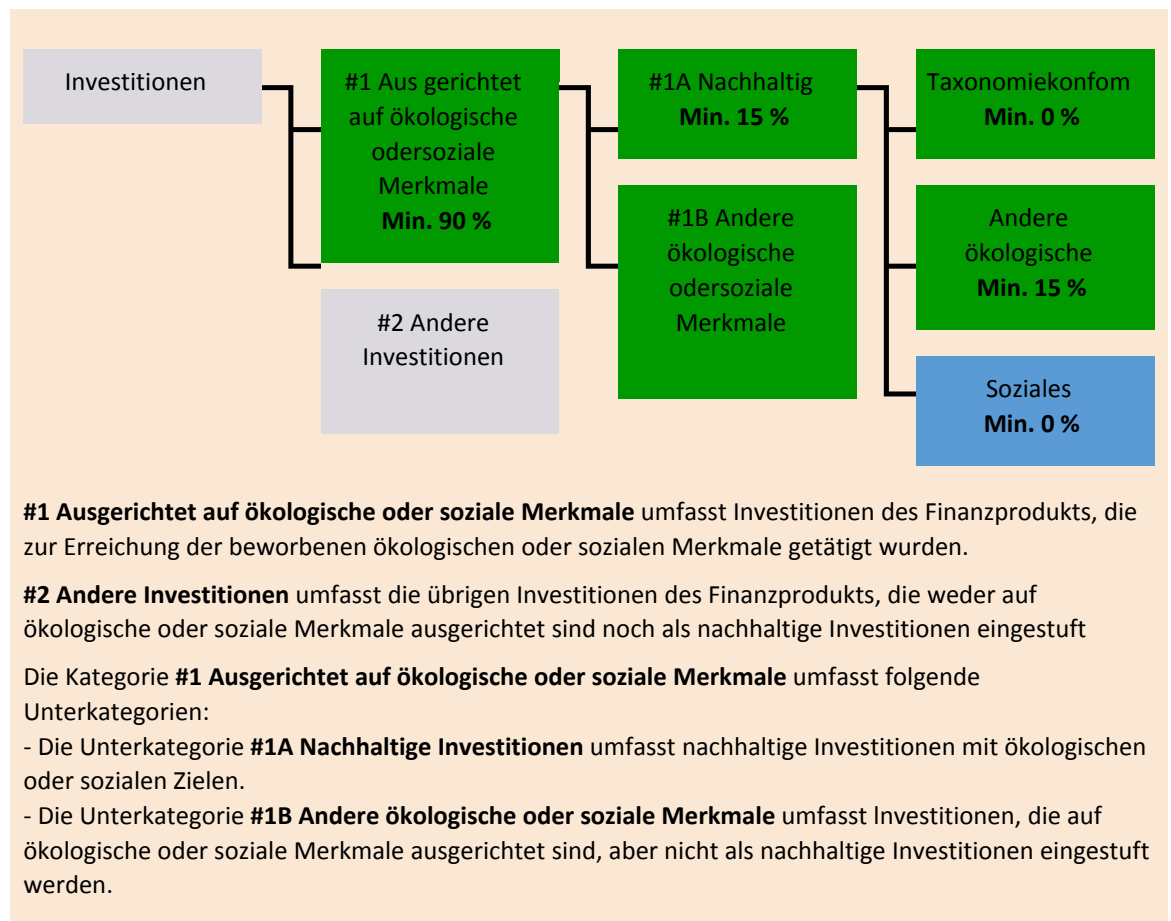 Investitionen
#1 Aus gerichtet
auf ökologische
odersoziale
Merkmale
Min. 90 %
#2 Andere
Investitionen
#1A Nachhaltig
Min. 15 %
#1B Andere
ökologische
odersoziale
Merkmale
Taxonomiekonfom
Min. 0 %
Andere
ökologische
Min. 15 %
Soziales
Min. 0 %
#1 Ausgerichtet auf ökologische oder soziale Merkmale umfasst Investitionen des Finanzprodukts, die
zur Erreichung der beworbenen ökologischen oder sozialen Merkmale getätigt wurden.
#2 Andere Investitionen umfasst die übrigen Investitionen des Finanzprodukts, die weder auf
ökologische oder soziale Merkmale ausgerichtet sind noch als nachhaltige Investitionen eingestuft
Die Kategorie #1 Ausgerichtet auf ökologische oder soziale Merkmale umfasst folgende
Unterkategorien:
- Die Unterkategorie #1A Nachhaltige Investitionen umfasst nachhaltige Investitionen mit ökologischen
oder sozialen Zielen.
- Die Unterkategorie #1B Andere ökologische oder soziale Merkmale umfasst lnvestitionen, die auf
ökologische oder soziale Merkmale ausgerichtet sind, aber nicht als nachhaltige Investitionen eingestuft
werden.